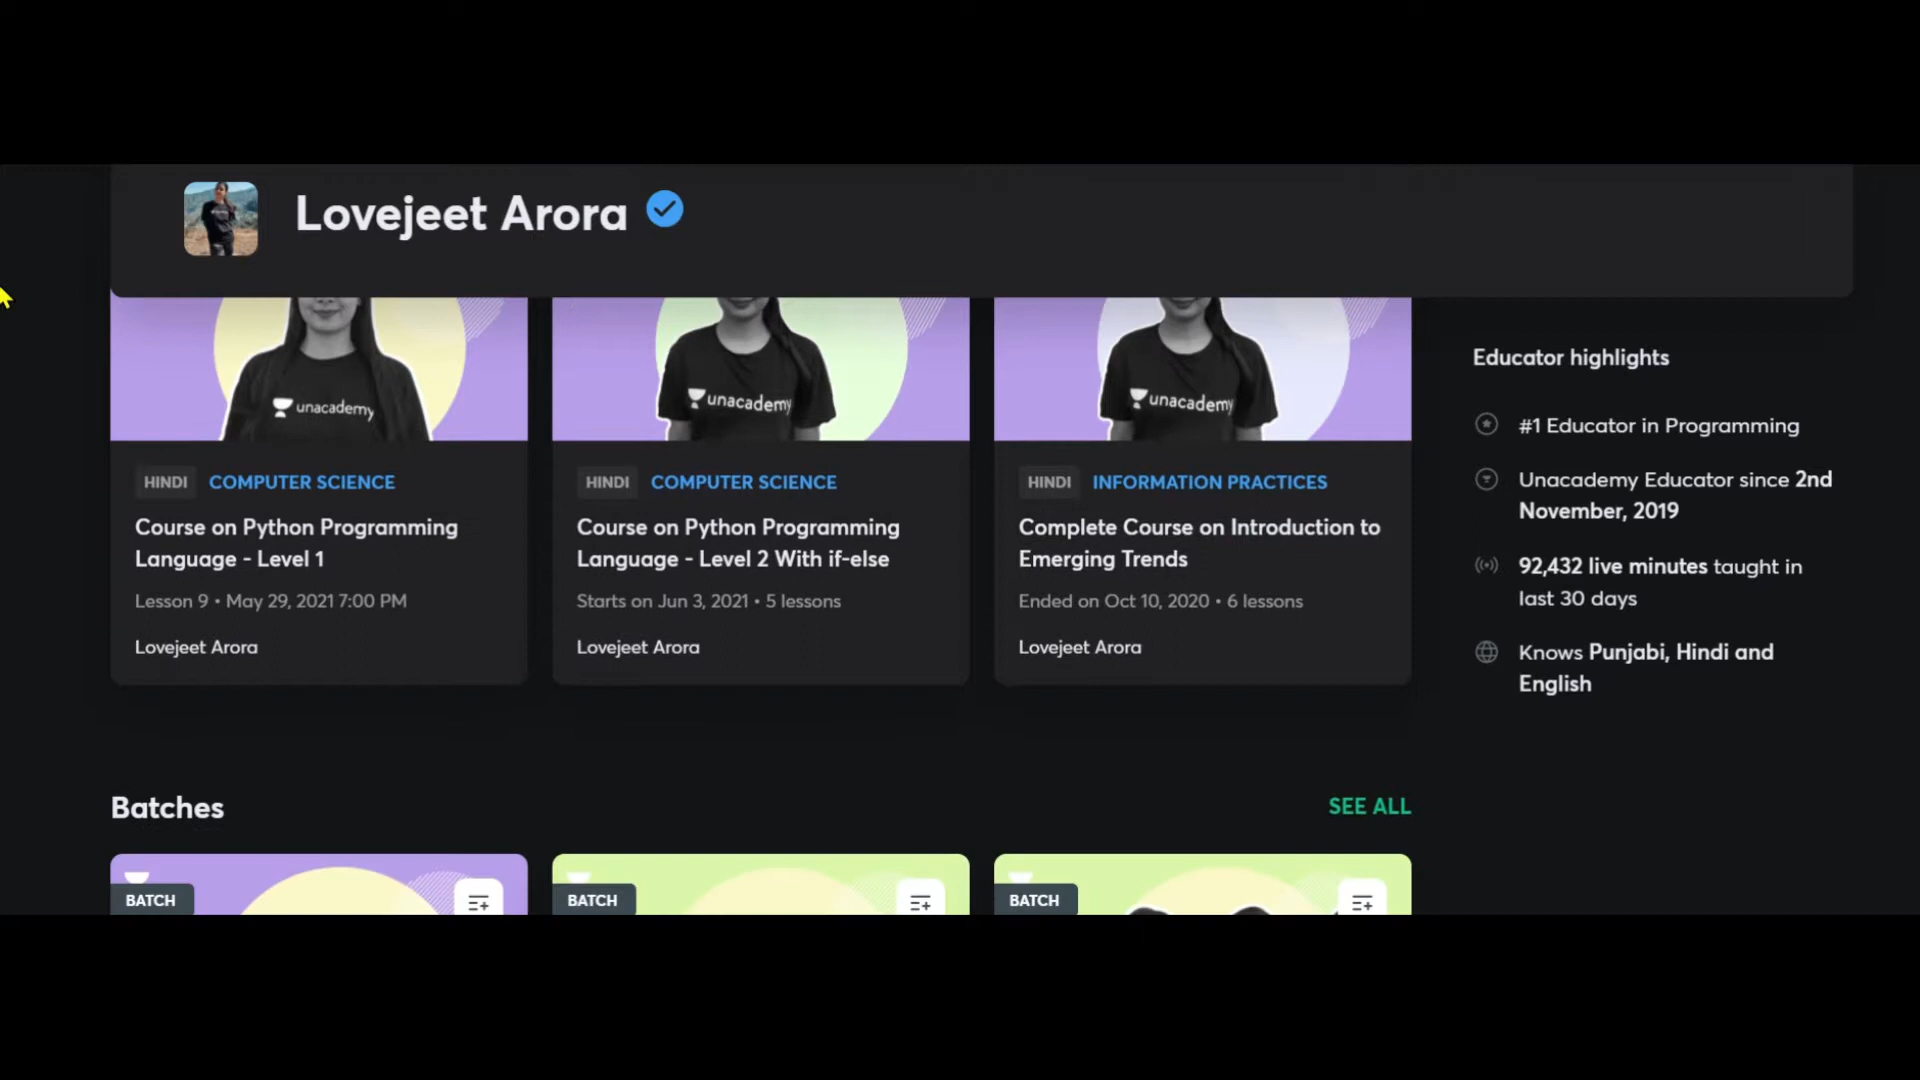 Lovejeet Arora
unacademy
unacademy
unacademy
HINDI COMPUTER SCIENCE
Course on Python Programming
Language - Level 1
Lesson 9 • May 29, 2021 7:00 PM
Lovejeet Arora
HINDI COMPUTER SCIENCE
Course on Python Programming
Language - Level 2 With if-else
Starts on Jun 3, 2021 • 5 lessons
Lovejeet Arora
HINDI INFORMATION PRACTICES
Complete Course on Introduction to
Emerging Trends
Ended on Oct 10, 2020 • 6 lessons
Lovejeet Arora
Educator highlights
#1 Educator in Programming
Unacademy Educator since 2nd
November, 2019
92,432 live minutes taught in
last 30 days
Knows Punjabi, Hindi and
English
Batches
SEE ALL
BATCH
BATCH
BATCH